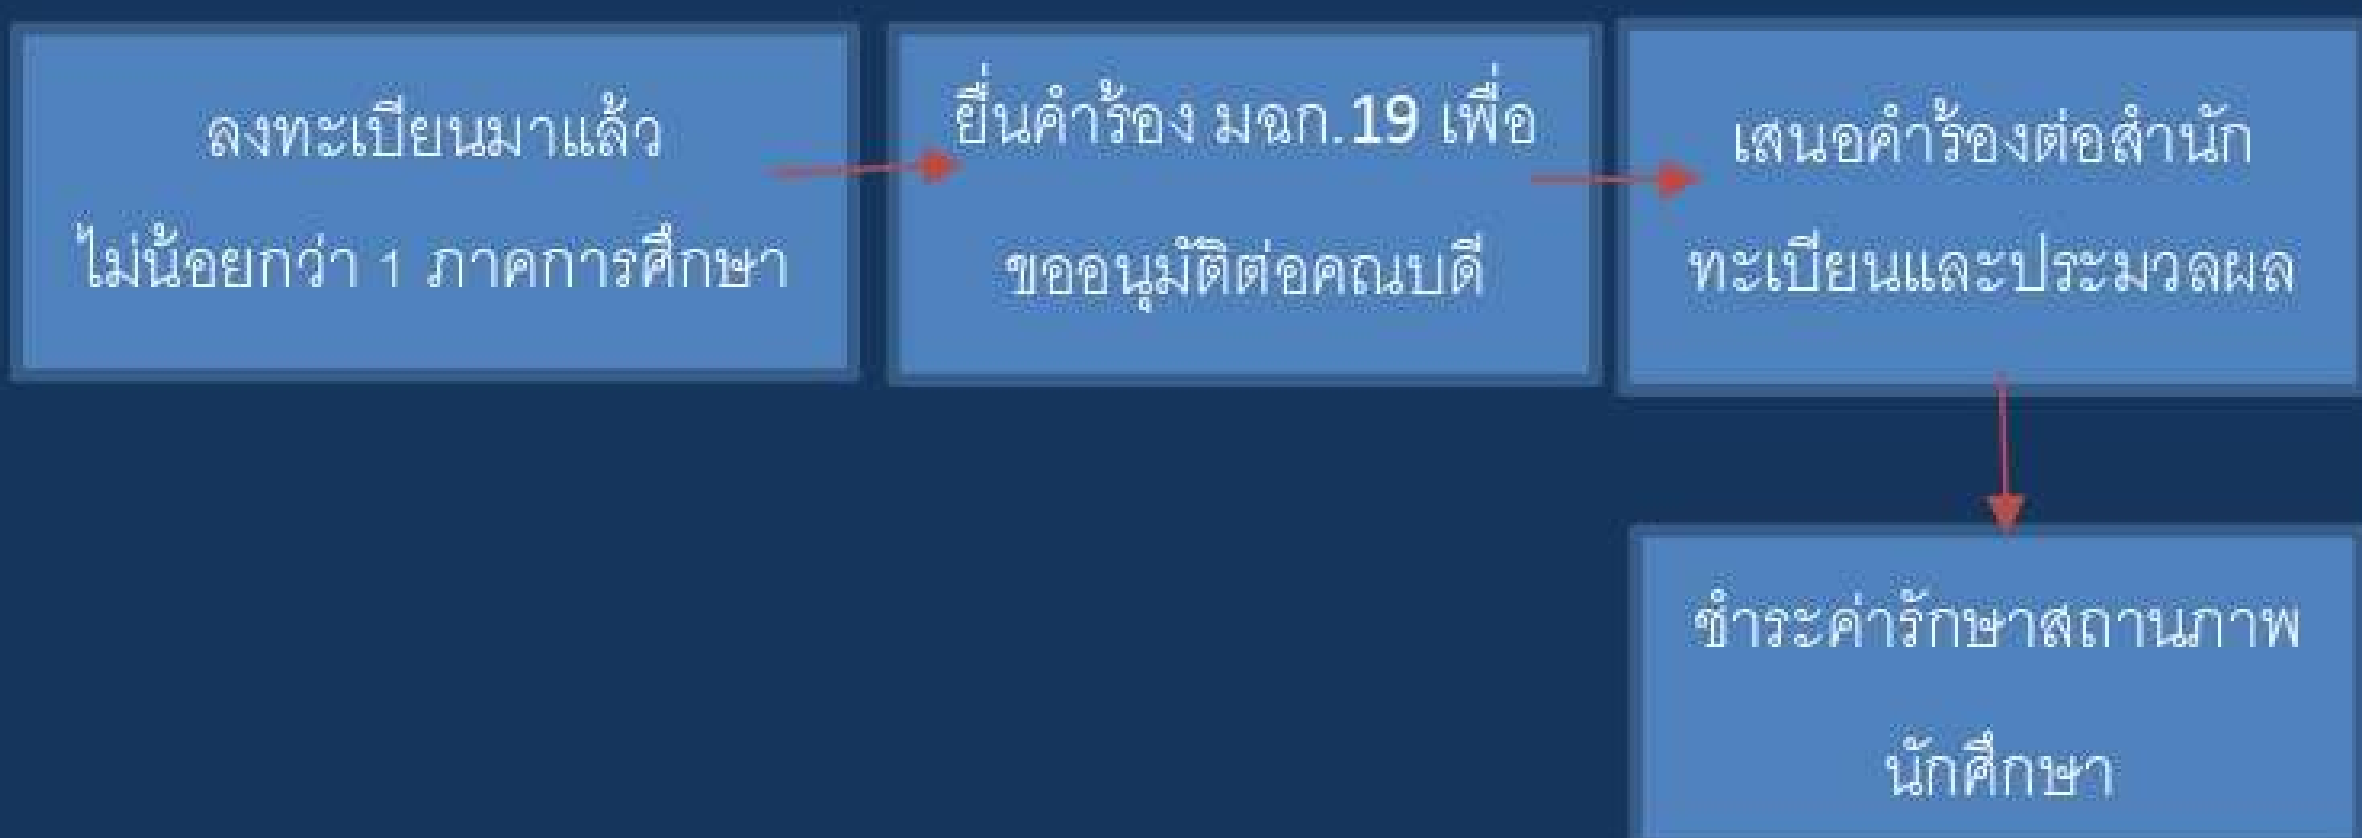 ลงทะเบียนมาแล้ว
ไม่น้อยกว่า 1 ภาคการศึกษา
ยื่นคำร้อง มฉก.19 เพื่อ
ขออนุมัติต่อคณบดี
เสนอคำร้องต่อสำนัก
ทะเบียนและประมวลผล
ชำระค่ารักษาสถานภาพ
นักศึกษา